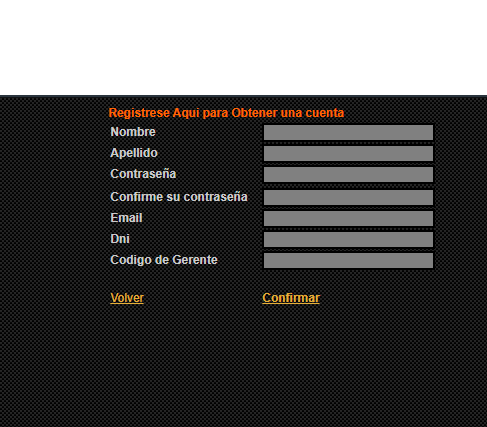 Registrese Aqui para Obtener una cuenta
Nombre
Apellido
Contraseña
Confirme su contraseña
Email
Dni
Codigo de Gerente
Volver Confirmar